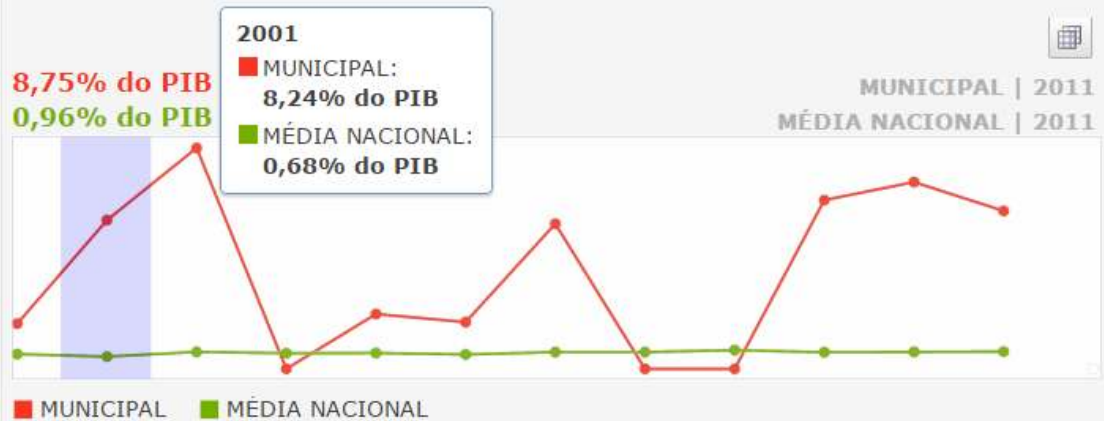 2001
MUNICIPAL:
8,24% do PIB
MÉDIA NACIONAL:
0,68% do PIB
8,75% do PIB
0,96% do PIB
MUNICIPAL | 2011
MÉDIA NACIONAL | 2011
MUNICIPAL MÉDIA NACIONAL